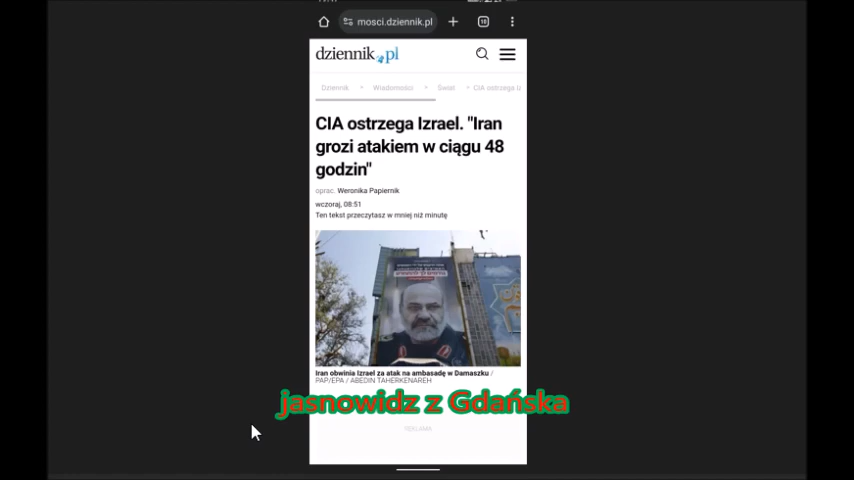 mosci.dziennik.pl
18
dziennik.pl
Dziennik
Wiadomości
Świat
CIA ostrzega Iz
CIA ostrzega Izrael. "Iran
grozi atakiem w ciągu 48
godzin"
oprac. Weronika Papiernik
wczoraj, 08:51
Ten tekst przeczytasz w mniej niż minutę
Iran obwinia Izrael za atak na ambasadę w Damaszku /
PAP/EPA / ABEDIN TAHERKENAREH
jasnowidz z Gdańska
REKLAMA